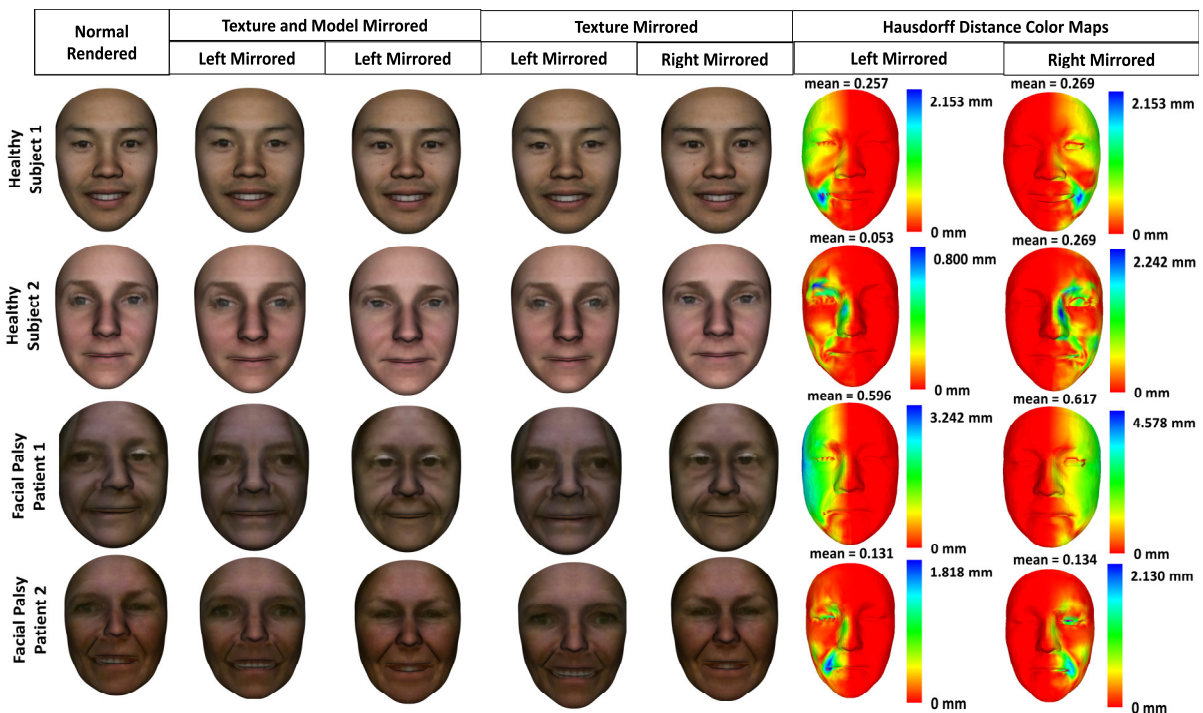 Normal Rendered
Texture and Model Mirrored
Texture Mirrored
Hausdorff Distance Color Maps
Left Mirrored
Left Mirrored
Left Mirrored
Right Mirrored
Left Mirrored
Right Mirrored
Healthy Subject 1
mean = 0.257
2.153 mm
0 mm
mean = 0.269
2.153 mm
0 mm
Healthy Subject 2
mean = 0.053
0.800 mm
0 mm
mean = 0.269
2.242 mm
0 mm
Facial Palsy Patient 1
mean = 0.596
3.242 mm
0 mm
mean = 0.617
4.578 mm
0 mm
Facial Palsy Patient 2
mean = 0.131
1.818 mm
0 mm
mean = 0.134
2.130 mm
0 mm